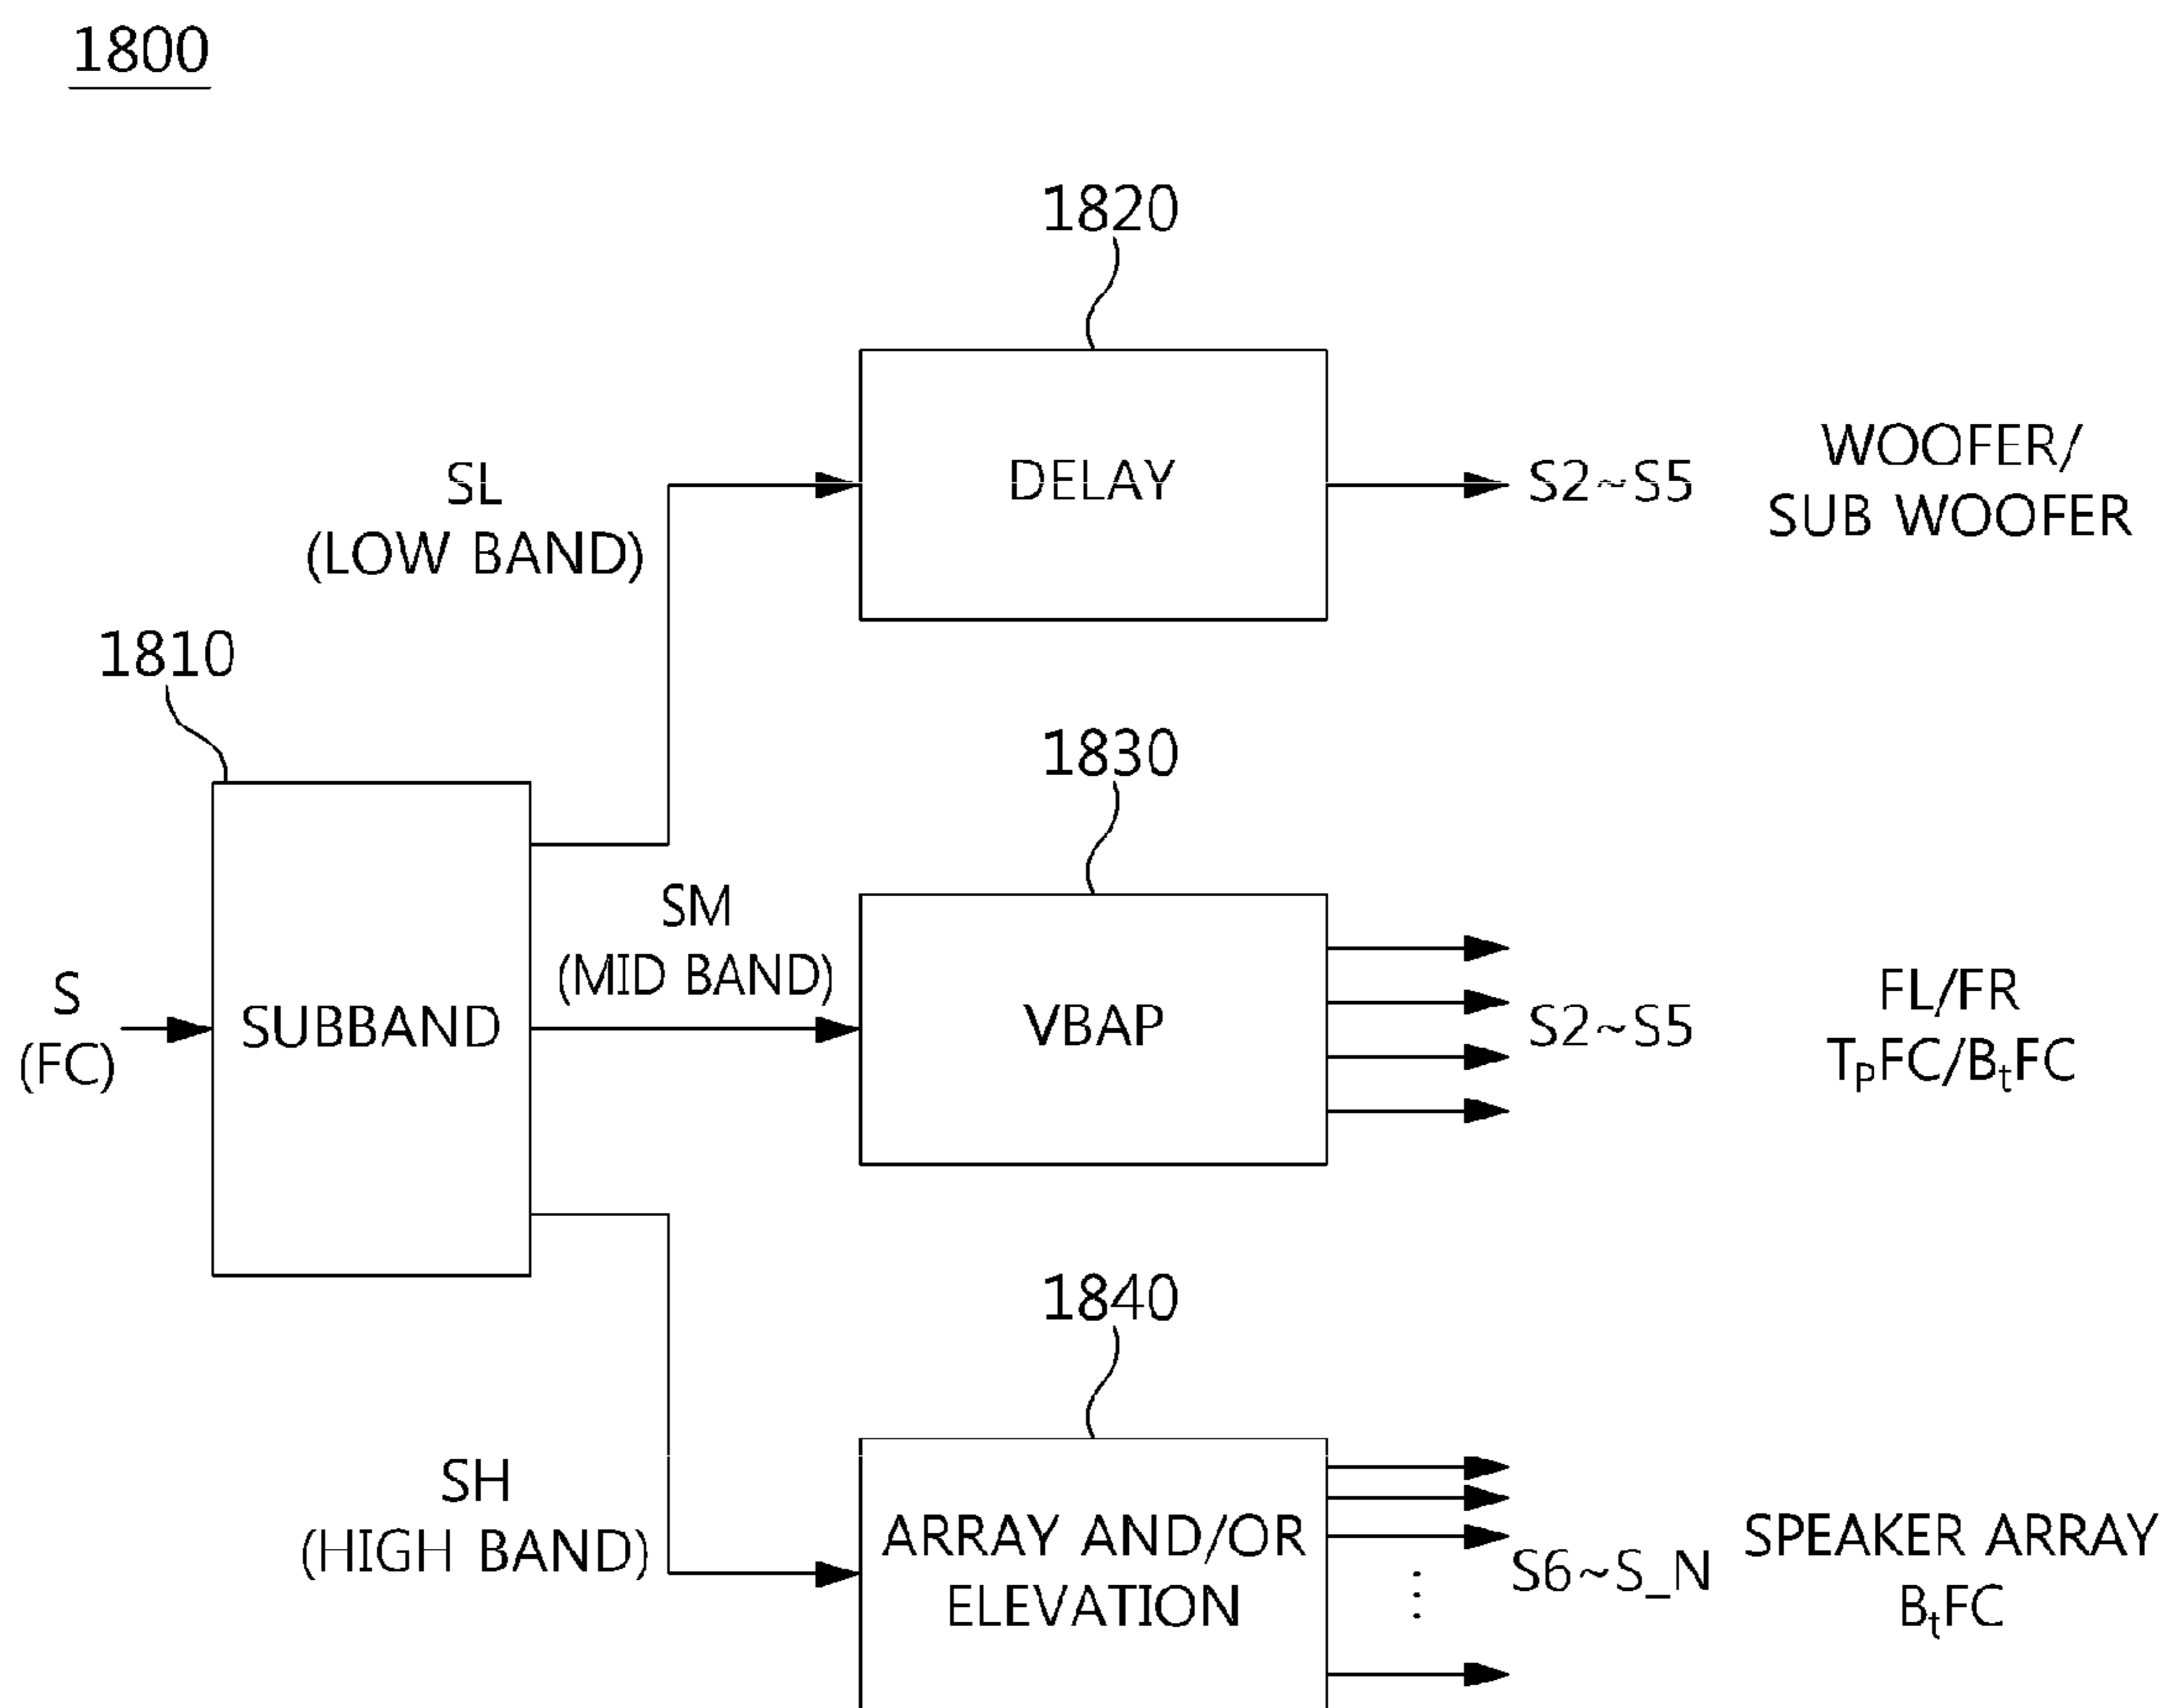 1800
1820
DELAY
SL
(LOW BAND)
S2~S5
WOOFER/
SUB WOOFER
1810
SUBBAND
S
(FC)
1830
SM
(MID BAND)
VBAP
S2~S5
FL/FR
TPFC/BtFC
1840
SH
(HIGH BAND)
ARRAY AND/OR
ELEVATION
S6~S_N
SPEAKER ARRAY
BtFC